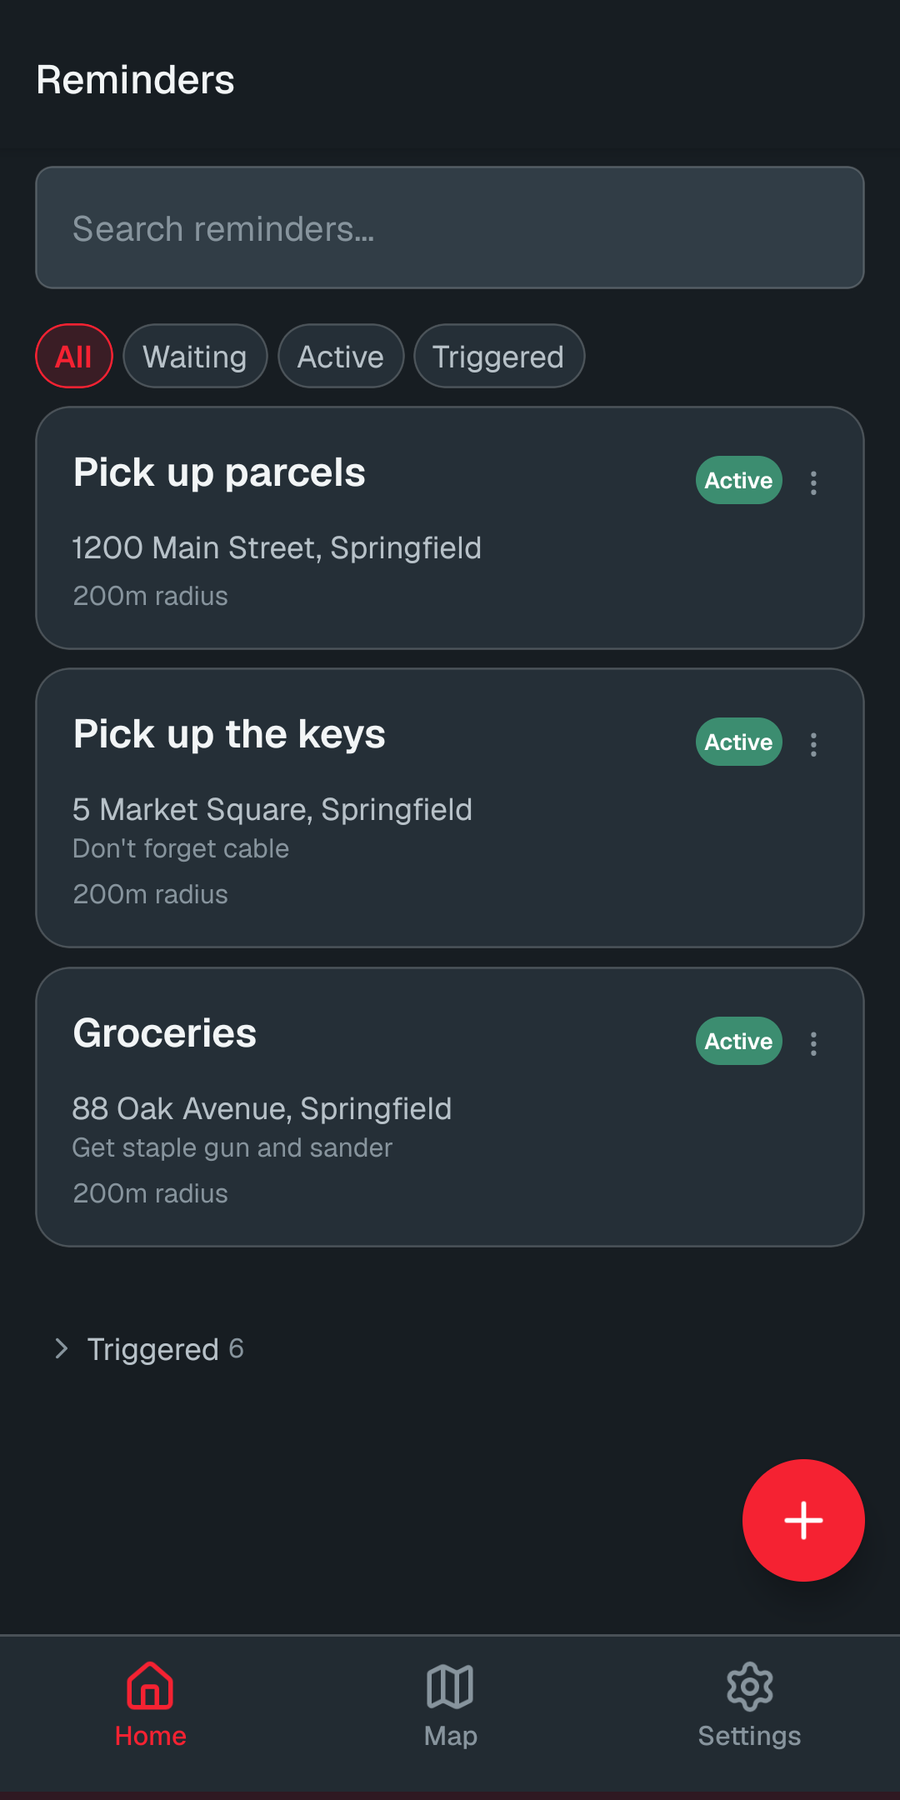 Reminders
Search reminders...
All Waiting Active Triggered
Pick up parcels Active
1200 Main Street, Springfield
200m radius
Pick up the keys Active
5 Market Square, Springfield
Don't forget cable
200m radius
Groceries Active
88 Oak Avenue, Springfield
Get staple gun and sander
200m radius
Triggered 6
Home Map Settings